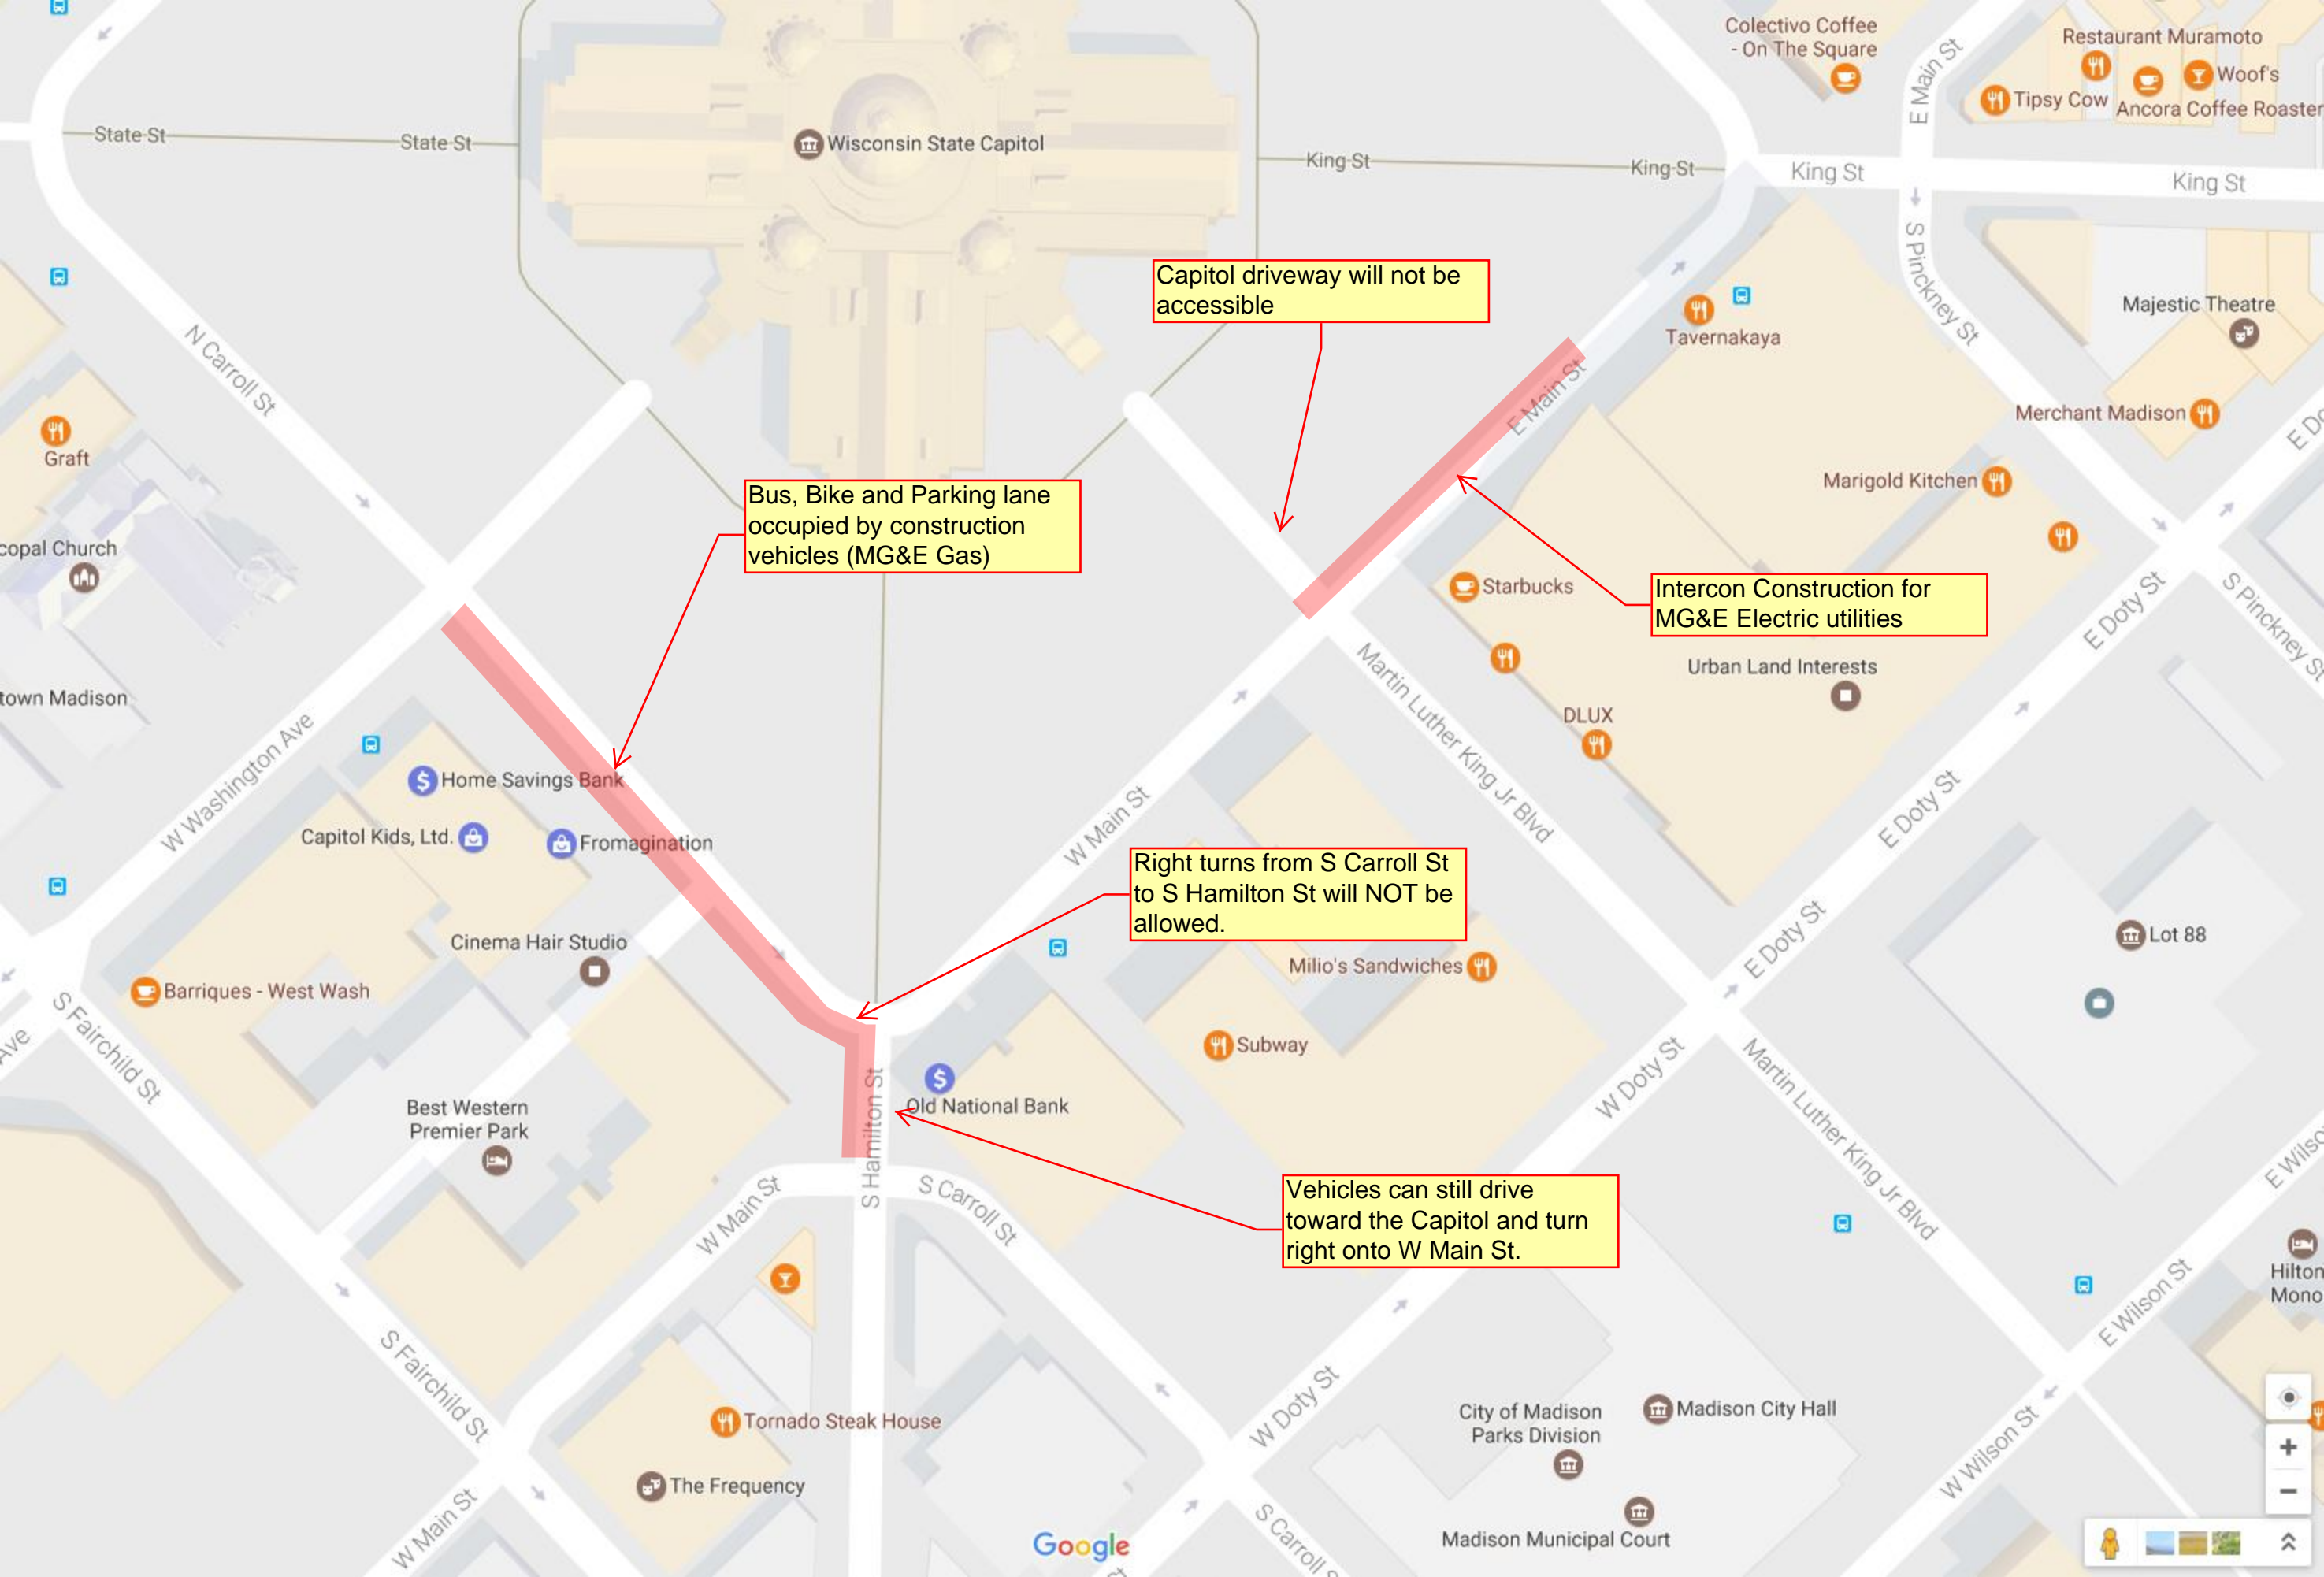 Colectivo Coffee
- On The Square
Restaurant Muramoto
Woof's
Tipsy Cow
Ancora Coffee Roaster
E Main St
State St
State St
Wisconsin State Capitol
King St
King St
King St
King St
S Pinckney St
Capitol driveway will not be
accessible
Majestic Theatre
Tavernakaya
N Carroll St
E Main St
Merchant Madison
E Do
Graft
Marigold Kitchen
Bus, Bike and Parking lane
occupied by construction
vehicles (MG&E Gas)
copal Church
Starbucks
Intercon Construction for
MG&E Electric utilities
E Doty St
S Pinckney St
Urban Land Interests
town Madison
DLUX
Martin Luther King Jr Blvd
W Washington Ave
Home Savings Bank
E Doty St
W Main St
Capitol Kids, Ltd.
Fromagination
Right turns from S Carroll St
to S Hamilton St will NOT be
allowed.
Cinema Hair Studio
E Doty St
Lot 88
Milio's Sandwiches
Barriques - West Wash
S Fairchild St
Ave
Subway
W Doty St
Martin Luther King Jr Blvd
Old National Bank
Best Western
Premier Park
S Hamilton St
E Wilso
Vehicles can still drive
toward the Capitol and turn
right onto W Main St.
W Main St
S Carroll St
Hilton
Mono
E Wilson St
S Fairchild St
W Doty St
Tornado Steak House
City of Madison
Parks Division
Madison City Hall
W Wilson St
The Frequency
W Main St
Google
S Carroll S
Madison Municipal Court